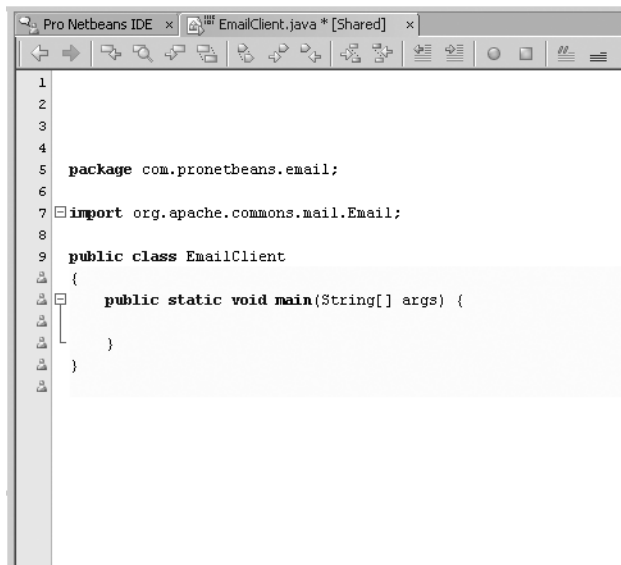 Pro Netbeans IDE × EmailClient.java * [Shared] ×
1
2
3
4
5 package com.pronetbeans.email;
6
7 import org.apache.commons.mail.Email;
8
9 public class EmailClient
{
public static void main(String[] args) {
}
}